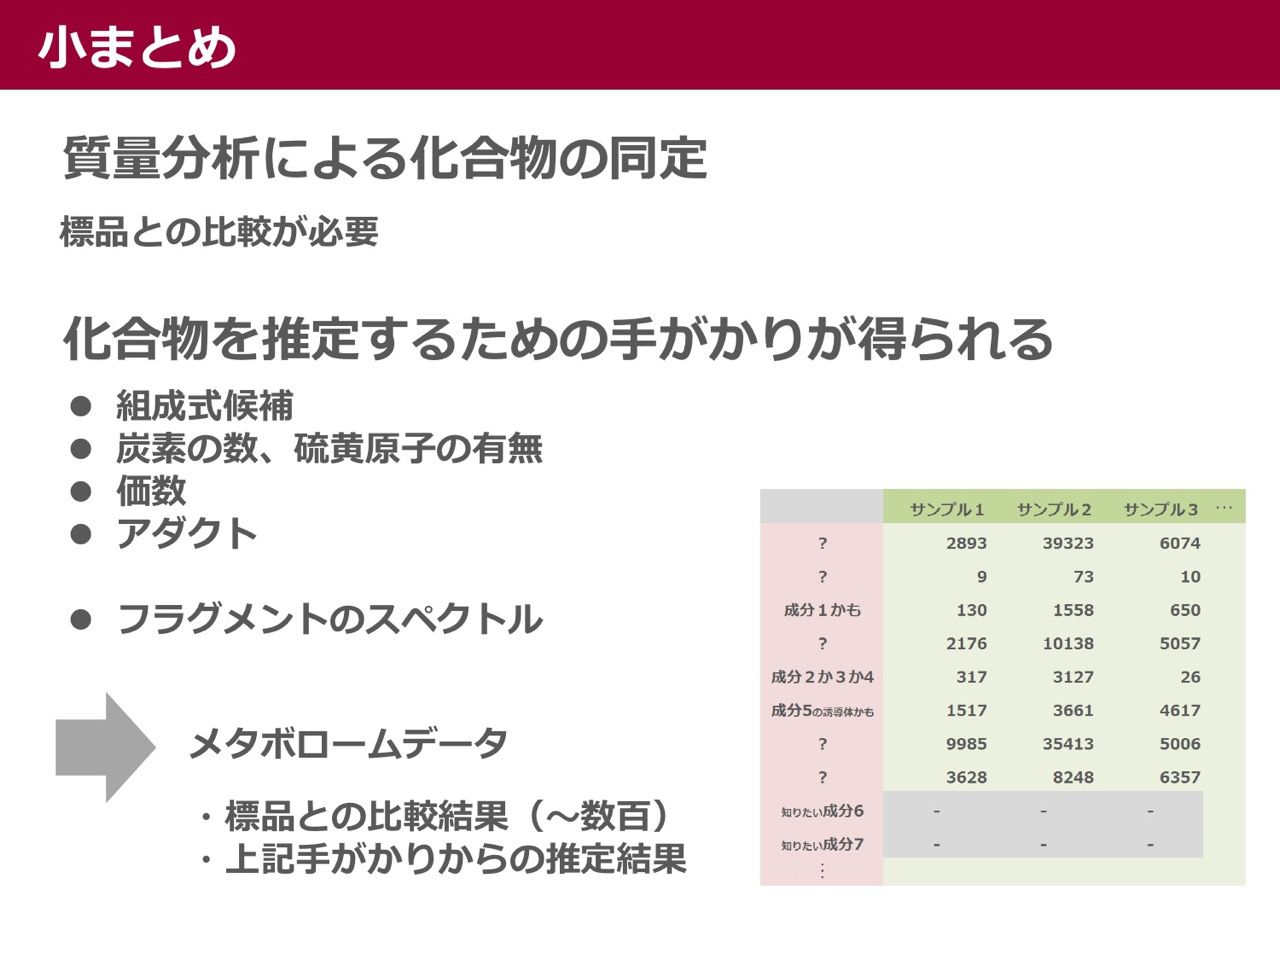 小まとめ
質量分析による化合物の同定
標品との比較が必要
化合物を推定するための手がかりが得られる
● 組成式候補
● 炭素の数、硫黄原子の有無
● 価数
● アダクト
● フラグメントのスペクトル
メタボロームデータ
・標品との比較結果（～数百）
・上記手がかりからの推定結果
サンプル１ サンプル２ サンプル３ …
? 2893 39323 6074
? 9 73 10
成分１かも 130 1558 650
? 2176 10138 5057
成分２か３か4 317 3127 26
成分5の誘導体かも 1517 3661 4617
? 9985 35413 5006
? 3628 8248 6357
知りたい成分6 - - -
知りたい成分7 - - -
⋮